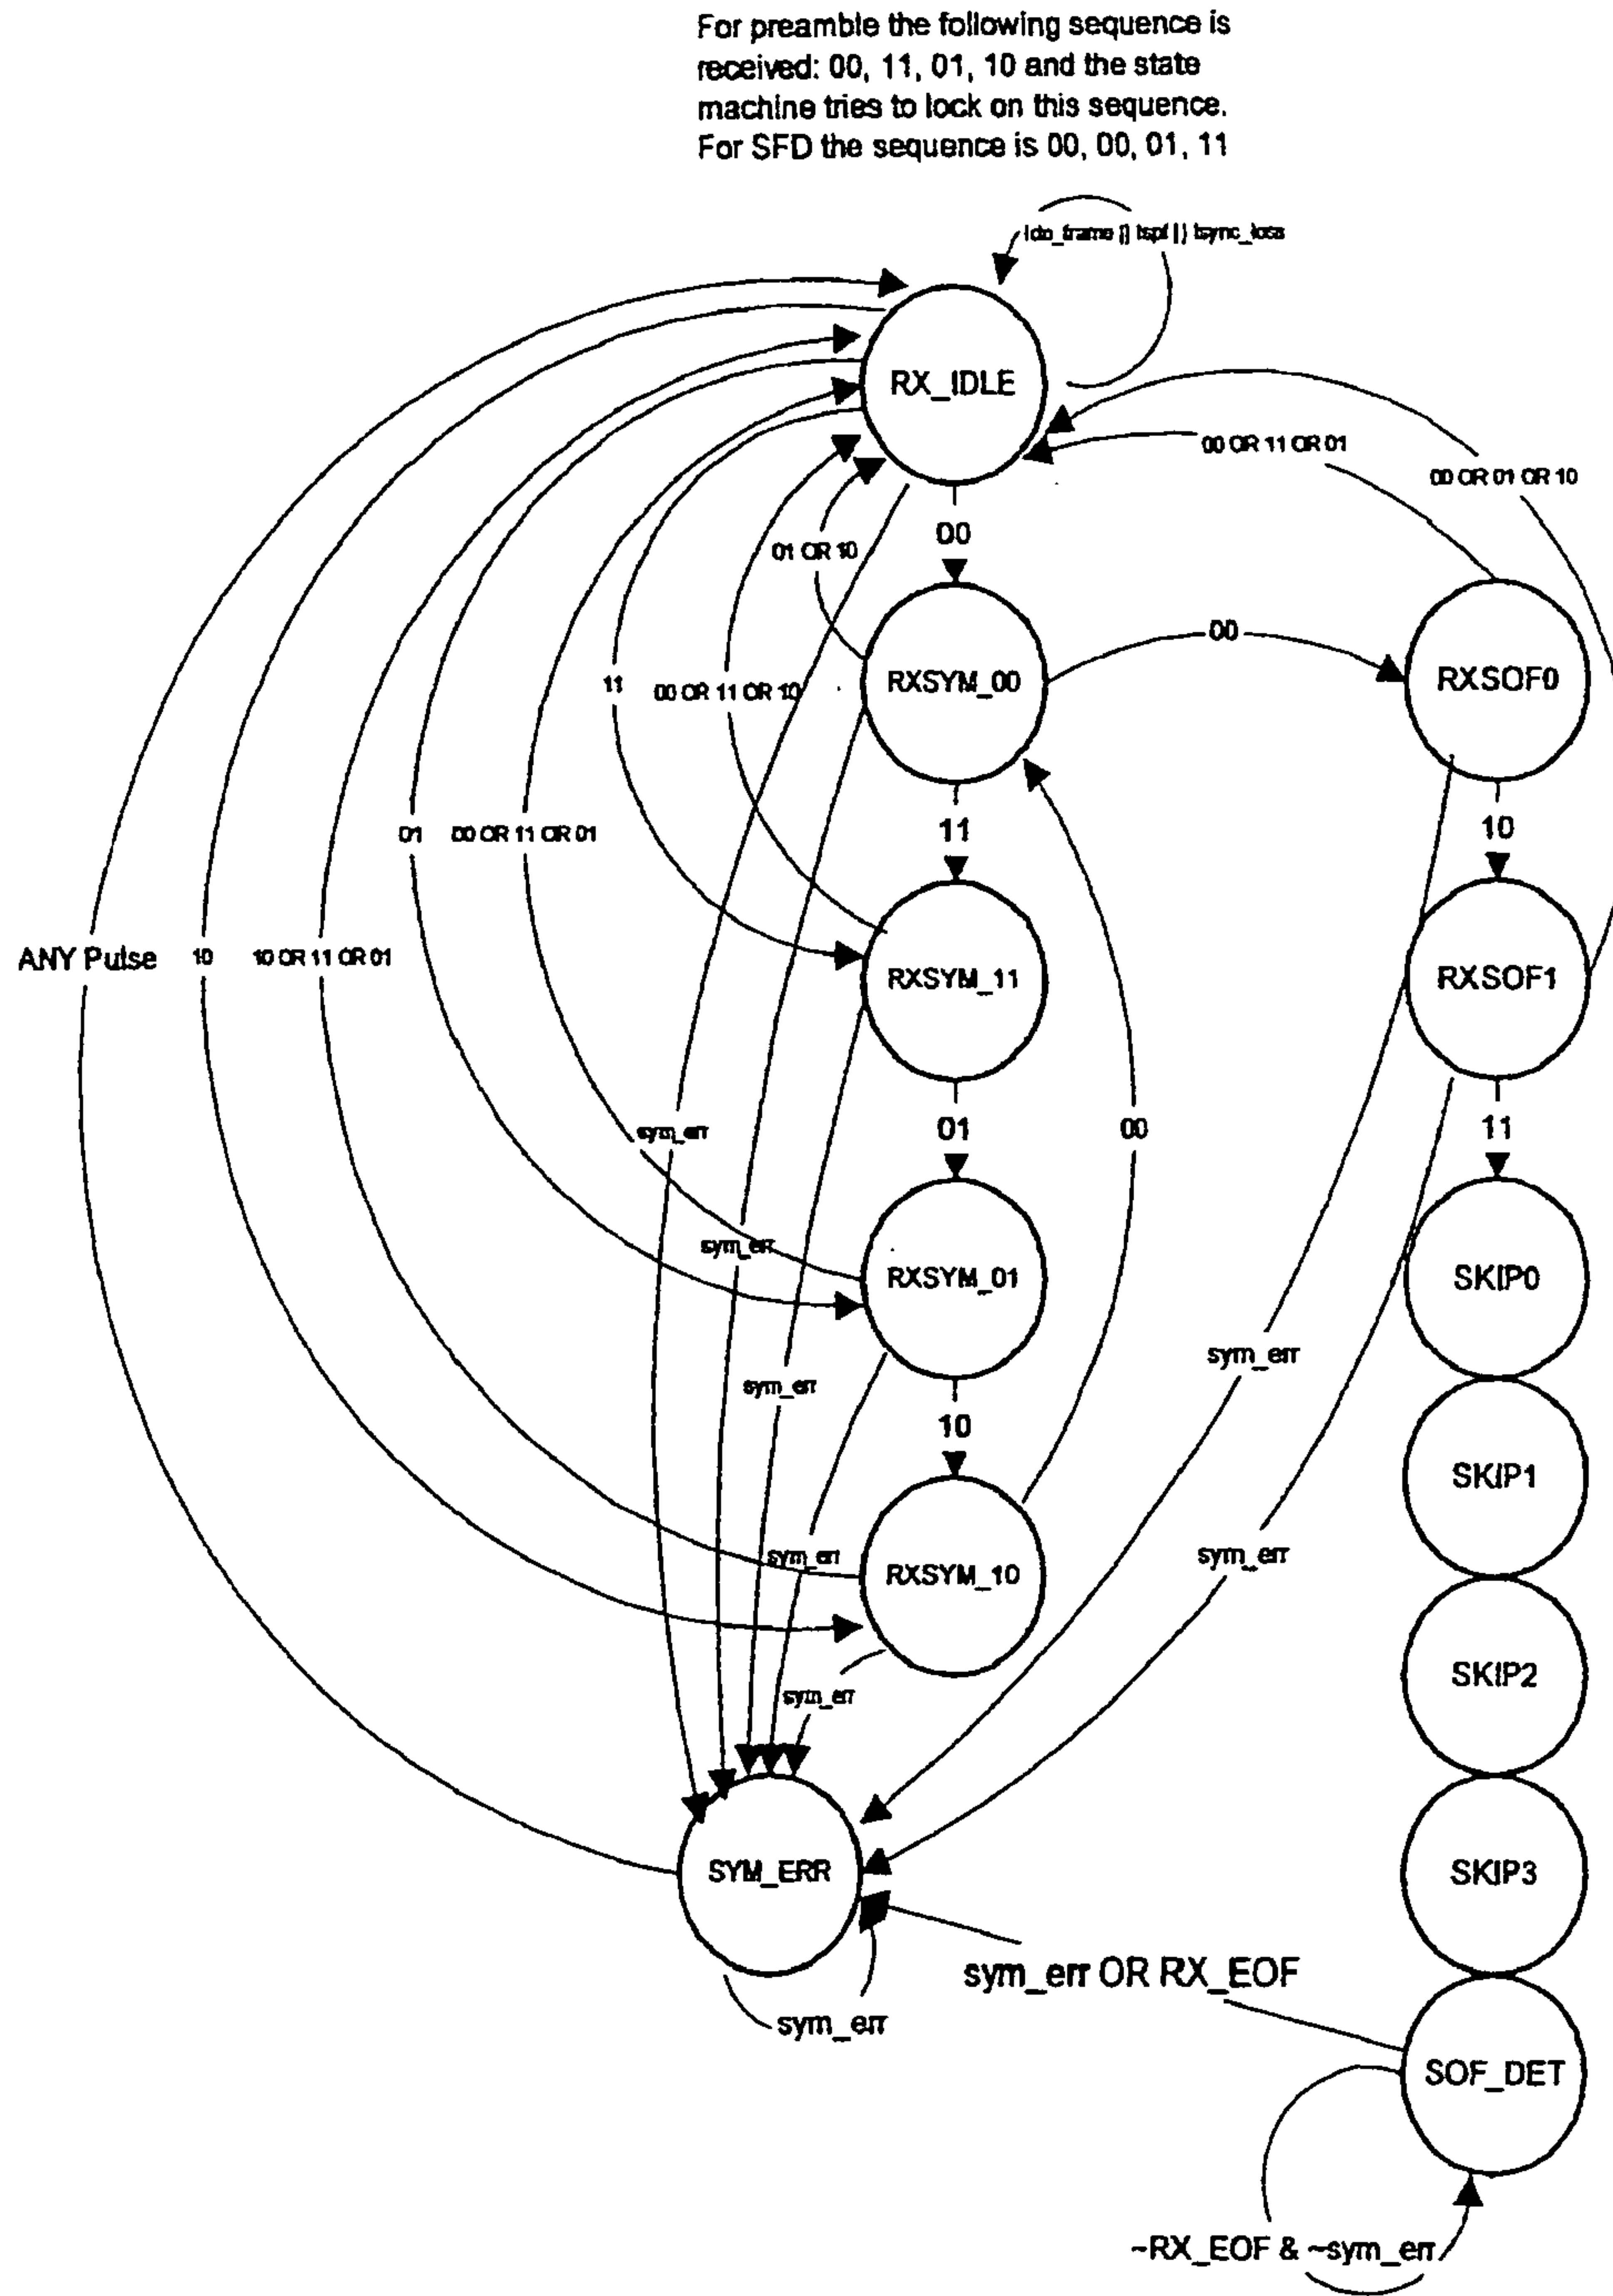 For preamble the following sequence is
received: 00, 11, 01, 10 and the state
machine tries to lock on this sequence.
For SFD the sequence is 00, 00, 01, 11
RX_IDLE
00 OR 11 OR 01
00 OR 01 OR 10
00
01 OR 10
00
RXSYM_00
RXSOF0
11
00 OR 11 OR 10
01
00 OR 11 OR 01
11
10
ANY Pulse
10
10 OR 11 OR 01
RXSYM_11
RXSOF1
sym_err
01
00
11
sym_err
RXSYM_01
SKIP0
sym_err
sym_err
10
SKIP1
sym_err
sym_err
RXSYM_10
SKIP2
sym_err
SYM_ERR
SKIP3
sym_err OR RX_EOF
sym_err
SOF_DET
~RX_EOF & ~sym_err